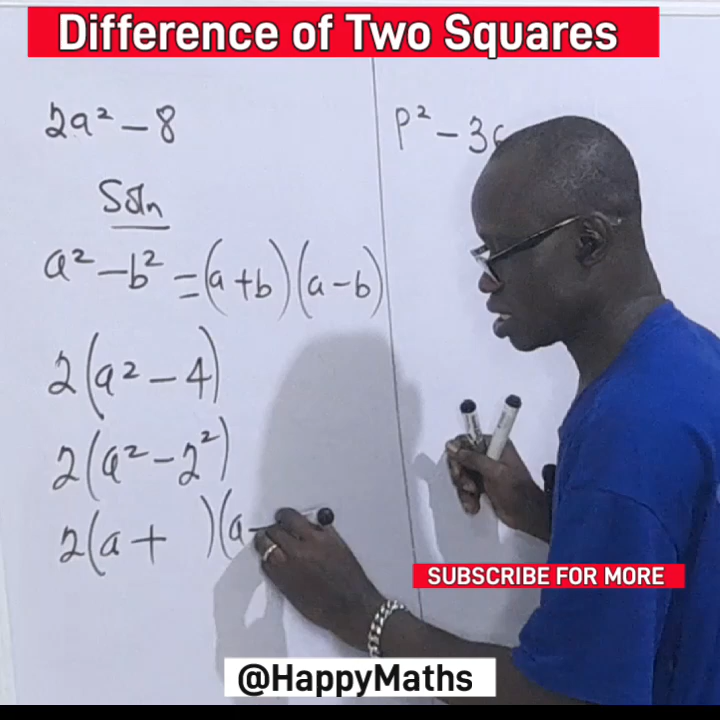 Difference of Two Squares
2a² – 8
Soln
a² – b² = (a + b)(a – b)
2(a² – 4)
2(a² – 2²)
2(a + )(a –
p² – 3
SUBSCRIBE FOR MORE
@HappyMaths